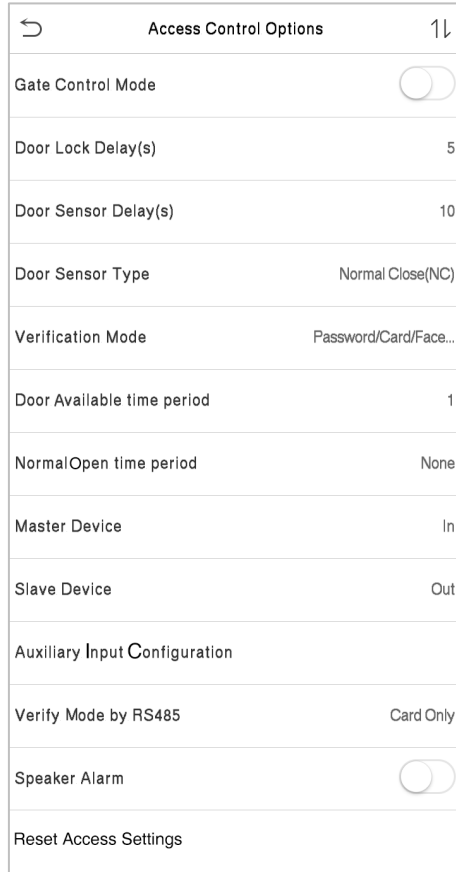 Access Control Options
Gate Control Mode
Door Lock Delay(s) 5
Door Sensor Delay(s) 10
Door Sensor Type Normal Close(NC)
Verification Mode Password/Card/Face...
Door Available time period 1
NormalOpen time period None
Master Device In
Slave Device Out
Auxiliary Input Configuration
Verify Mode by RS485 Card Only
Speaker Alarm
Reset Access Settings